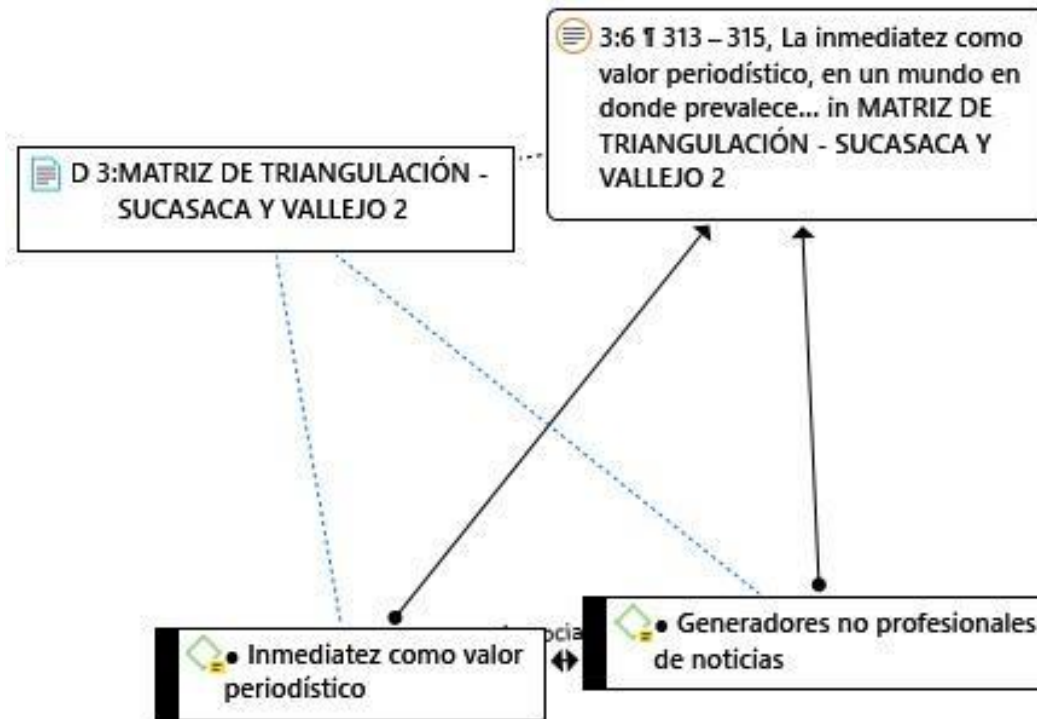 3:6 ¶ 313 – 315, La inmediatez como
valor periodístico, en un mundo en
donde prevalece... in MATRIZ DE
TRIANGULACIÓN - SUCASACA Y
VALLEJO 2
D 3:MATRIZ DE TRIANGULACIÓN -
SUCASACA Y VALLEJO 2
● Generadores no profesionales
de noticias
● Inmediatez como valor
periodístico